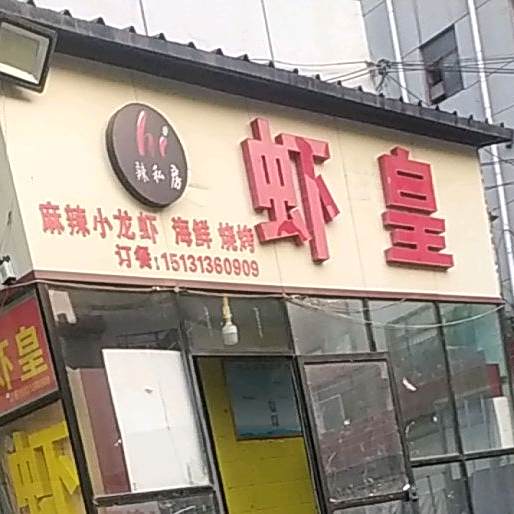 hi
辣私房
虾皇
麻辣小龙虾 海鲜 烧烤
订餐:15131360909
虾皇
虾